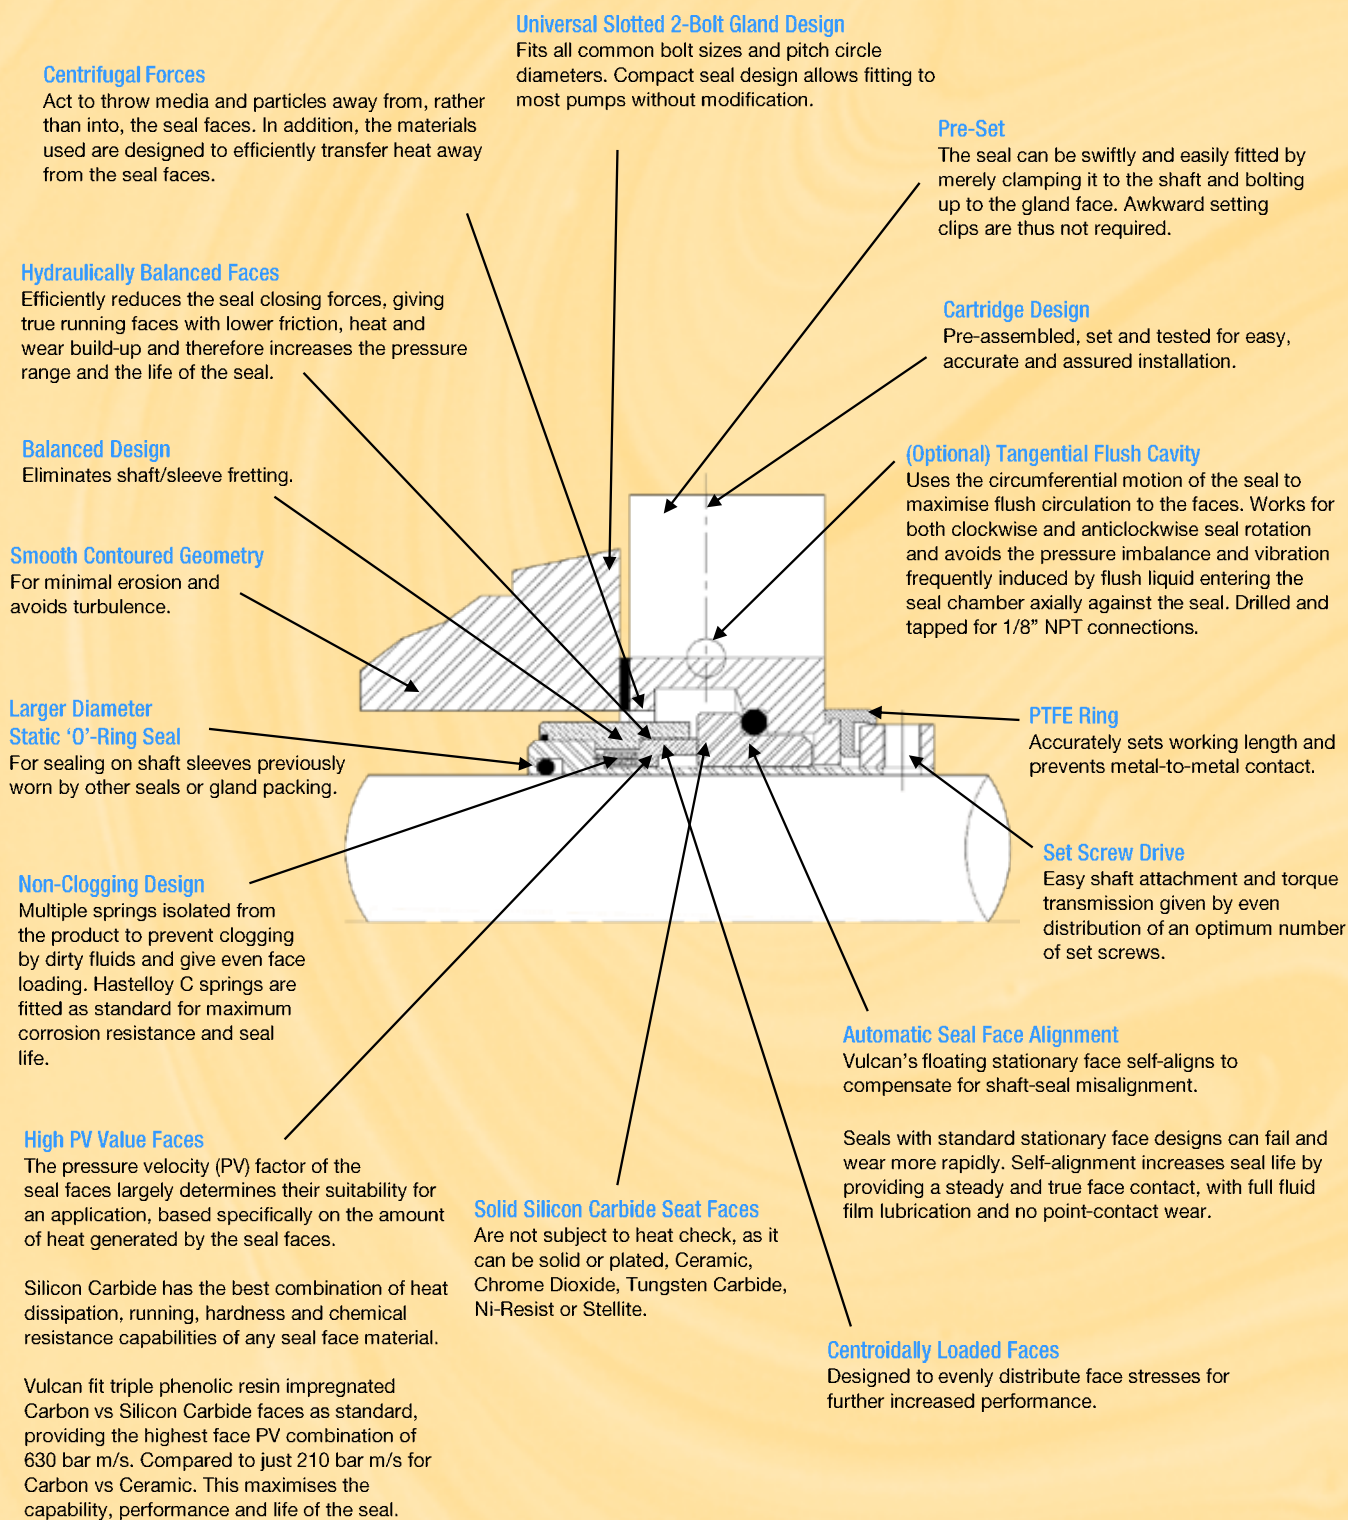 Universal Slotted 2-Bolt Gland Design
Fits all common bolt sizes and pitch circle
diameters. Compact seal design allows fitting to
most pumps without modification.
Centrifugal Forces
Act to throw media and particles away from, rather
than into, the seal faces. In addition, the materials
used are designed to efficiently transfer heat away
from the seal faces.
Pre-Set
The seal can be swiftly and easily fitted by
merely clamping it to the shaft and bolting
up to the gland face. Awkward setting
clips are thus not required.
Hydraulically Balanced Faces
Efficiently reduces the seal closing forces, giving
true running faces with lower friction, heat and
wear build-up and therefore increases the pressure
range and the life of the seal.
Cartridge Design
Pre-assembled, set and tested for easy,
accurate and assured installation.
Balanced Design
Eliminates shaft/sleeve fretting.
(Optional) Tangential Flush Cavity
Uses the circumferential motion of the seal to
maximise flush circulation to the faces. Works for
both clockwise and anticlockwise seal rotation
and avoids the pressure imbalance and vibration
frequently induced by flush liquid entering the
seal chamber axially against the seal. Drilled and
tapped for 1/8” NPT connections.
Smooth Contoured Geometry
For minimal erosion and
avoids turbulence.
Larger Diameter
Static ‘O’-Ring Seal
For sealing on shaft sleeves previously
worn by other seals or gland packing.
PTFE Ring
Accurately sets working length and
prevents metal-to-metal contact.
Set Screw Drive
Easy shaft attachment and torque
transmission given by even
distribution of an optimum number
of set screws.
Non-Clogging Design
Multiple springs isolated from
the product to prevent clogging
by dirty fluids and give even face
loading. Hastelloy C springs are
fitted as standard for maximum
corrosion resistance and seal
life.
Automatic Seal Face Alignment
Vulcan’s floating stationary face self-aligns to
compensate for shaft-seal misalignment.
Seals with standard stationary face designs can fail and
wear more rapidly. Self-alignment increases seal life by
providing a steady and true face contact, with full fluid
film lubrication and no point-contact wear.
High PV Value Faces
The pressure velocity (PV) factor of the
seal faces largely determines their suitability for
an application, based specifically on the amount
of heat generated by the seal faces.
Silicon Carbide has the best combination of heat
dissipation, running, hardness and chemical
resistance capabilities of any seal face material.
Vulcan fit triple phenolic resin impregnated
Carbon vs Silicon Carbide faces as standard,
providing the highest face PV combination of
630 bar m/s. Compared to just 210 bar m/s for
Carbon vs Ceramic. This maximises the
capability, performance and life of the seal.
Solid Silicon Carbide Seat Faces
Are not subject to heat check, as it
can be solid or plated, Ceramic,
Chrome Dioxide, Tungsten Carbide,
Ni-Resist or Stellite.
Centroidally Loaded Faces
Designed to evenly distribute face stresses for
further increased performance.